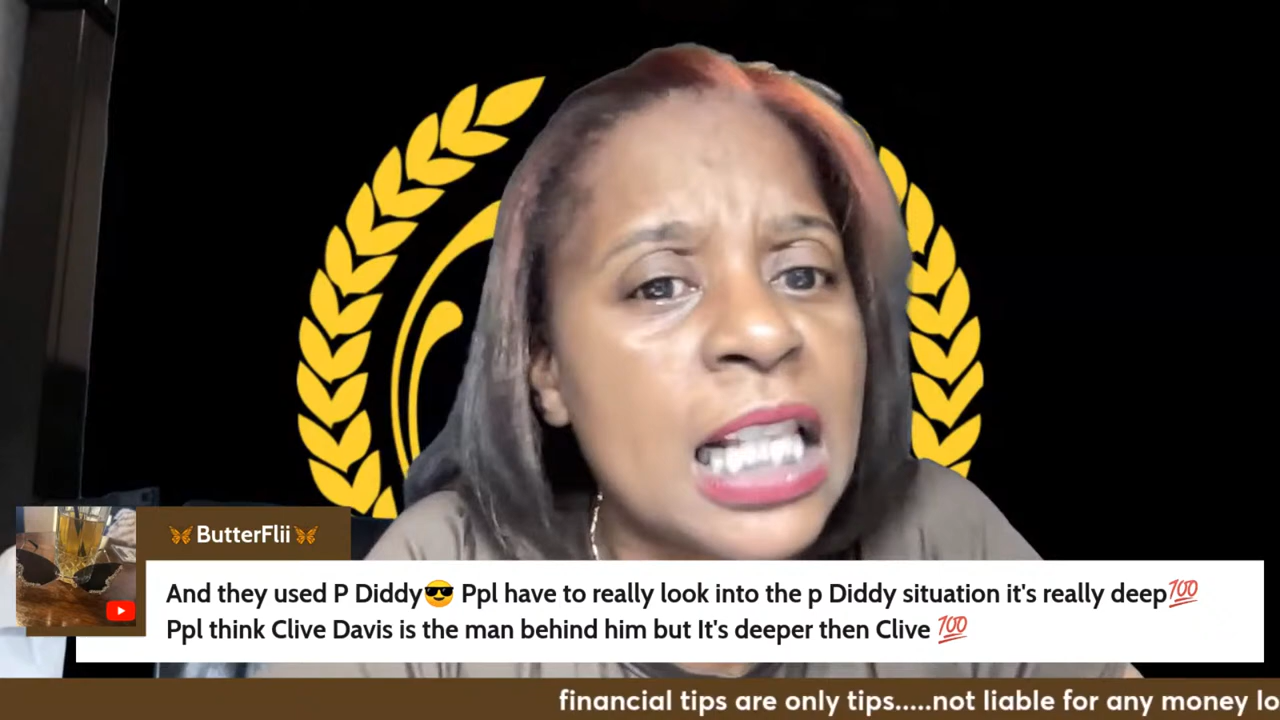 🦋ButterFlii🦋
And they used P Diddy😎 Ppl have to really look into the p Diddy situation it's really deep💯
Ppl think Clive Davis is the man behind him but It's deeper then Clive 💯
financial tips are only tips.....not liable for any money lo